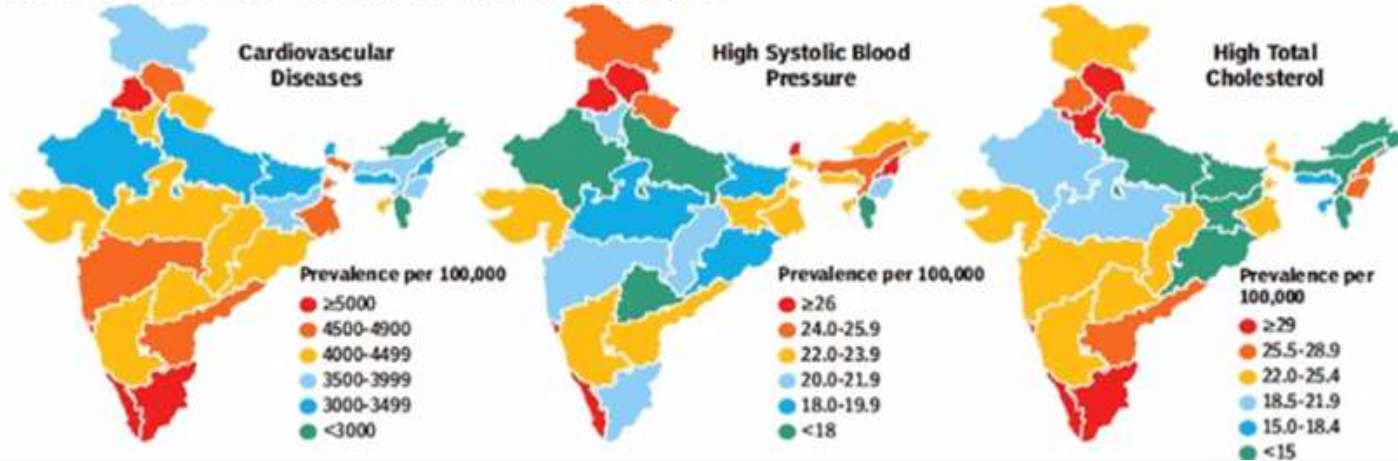 Cardiovascular
Diseases
Prevalence per 100,000
≥5000
4500-4900
4000-4499
3500-3999
3000-3499
<3000
High Systolic Blood
Pressure
Prevalence per 100,000
≥26
24.0-25.9
22.0-23.9
20.0-21.9
18.0-19.9
<18
High Total
Cholesterol
Prevalence per
100,000
≥29
25.5-28.9
22.0-25.4
18.5-21.9
15.0-18.4
<15